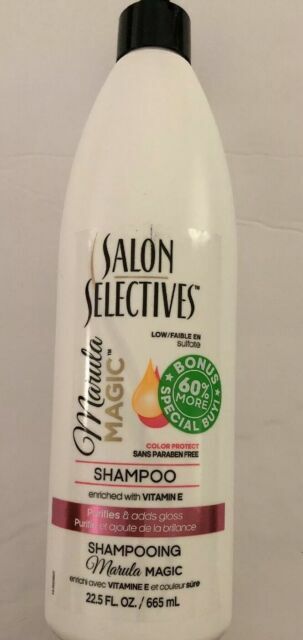 SALON
SELECTIVES™
Marula
MAGIC™
LOW/FAIBLE EN
sulfate
BONUS
60%
MORE
SPECIAL BUY!
COLOR PROTECT
SANS PARABEN FREE
SHAMPOO
enriched with VITAMIN E
Purifies & adds gloss
Purifie et ajoute de la brillance
SHAMPOOING
Marula MAGIC
enrichi avec VITAMINE E et couleur sûre
22.5 FL. OZ. / 665 mL